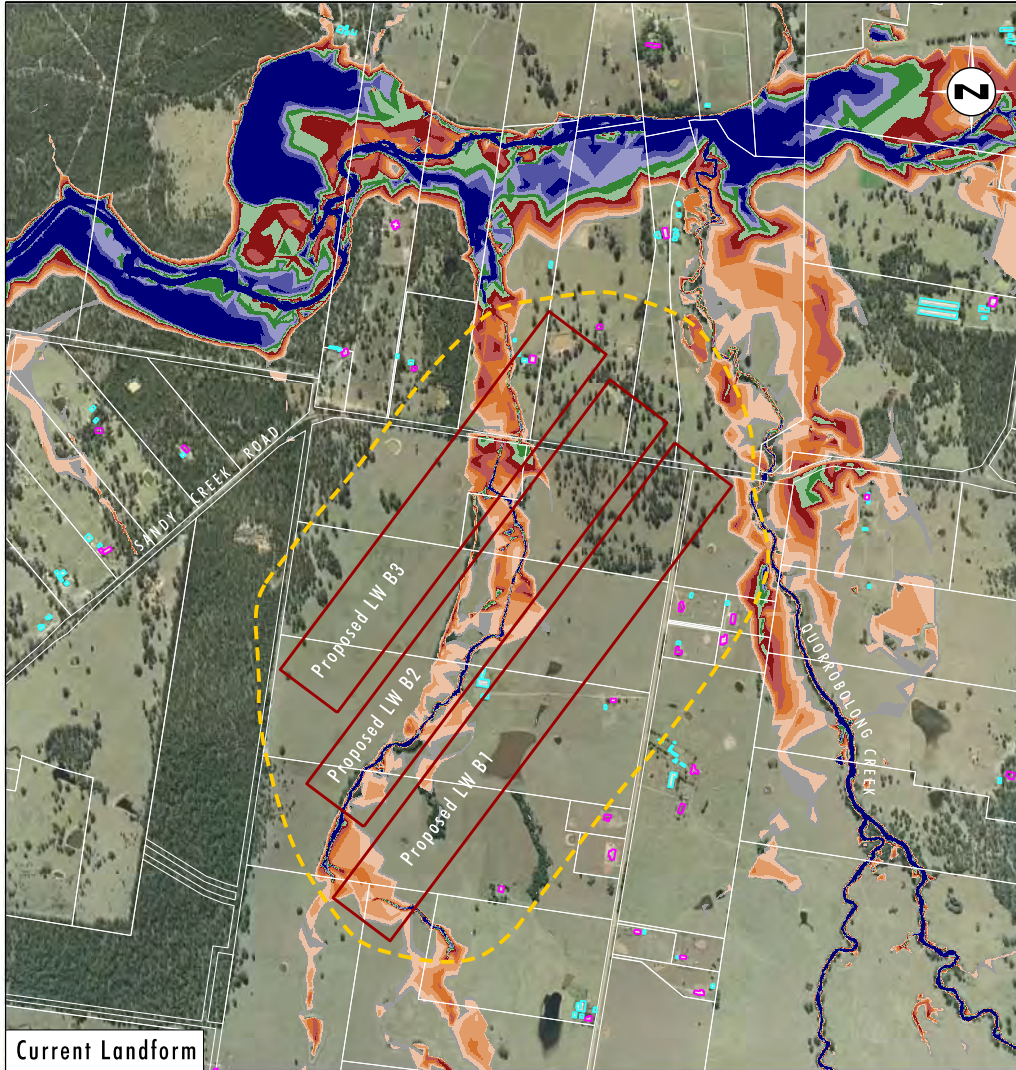 N
SANDY CREEK ROAD
Proposed LW B3
Proposed LW B2
Proposed LW B1
QUORROBOLONG CREEK
Current Landform